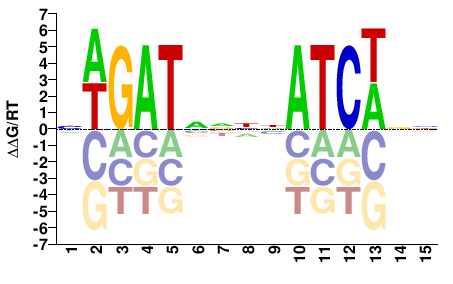 7
6
5
4
3
2
1
0
-1
-2
-3
-4
-5
-6
-7
ΔΔG/RT
A G A T A T C T
T A
C A C A C A A C
C G C G C G
G T T G T G T G
1 2 3 4 5 6 7 8 9 10 11 12 13 14 15